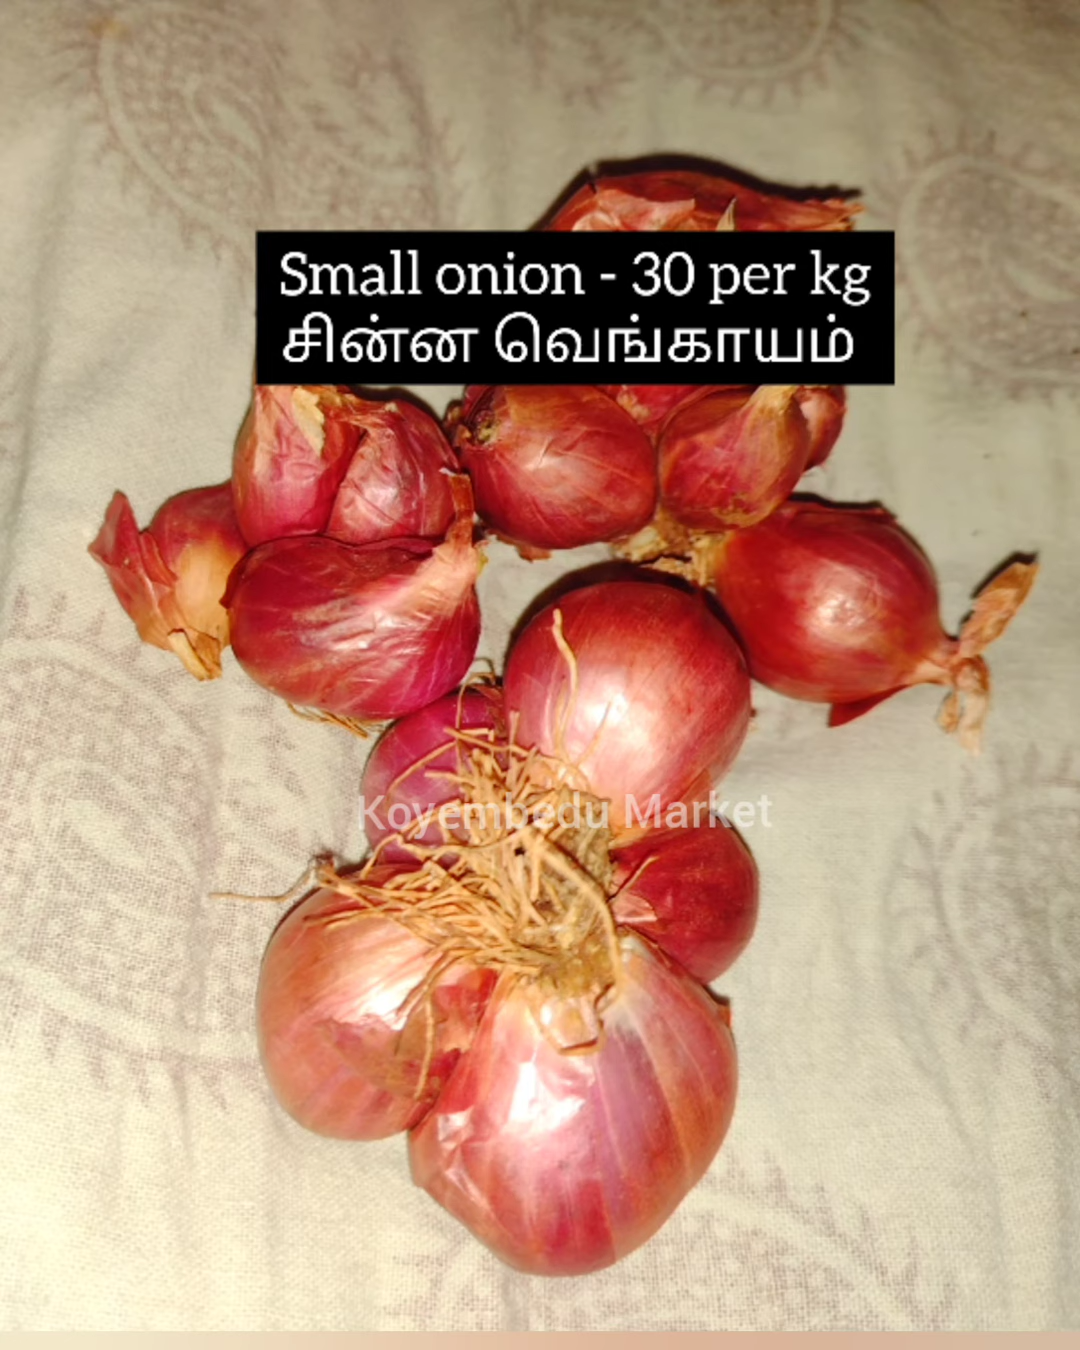 Small onion - 30 per kg
சின்ன வெங்காயம்
Koyembedu Market